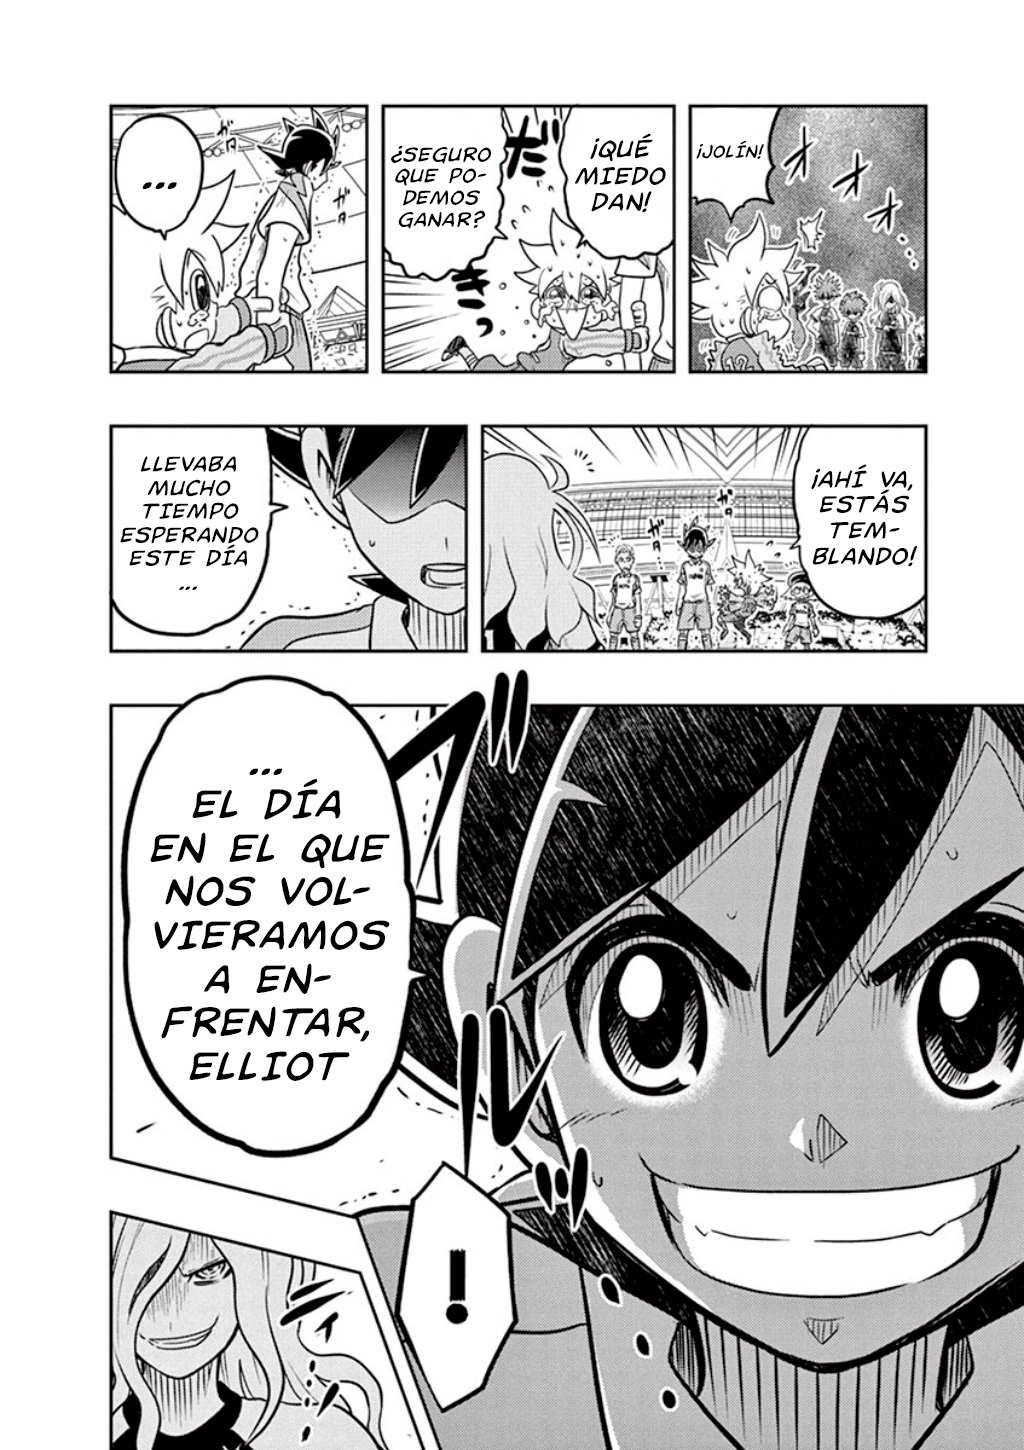 ¡JOLÍN!
¡QUÉ
MIEDO
DAN!
¿SEGURO
QUE PO-
DEMOS
GANAR?
...
¡AHÍ VA,
ESTÁS
TEM-
BLANDO!
LLEVABA
MUCHO
TIEMPO
ESPERANDO
ESTE DÍA
...
...
EL DÍA
EN EL QUE
NOS VOL-
VIERAMOS
A EN-
FRENTAR,
ELLIOT
!